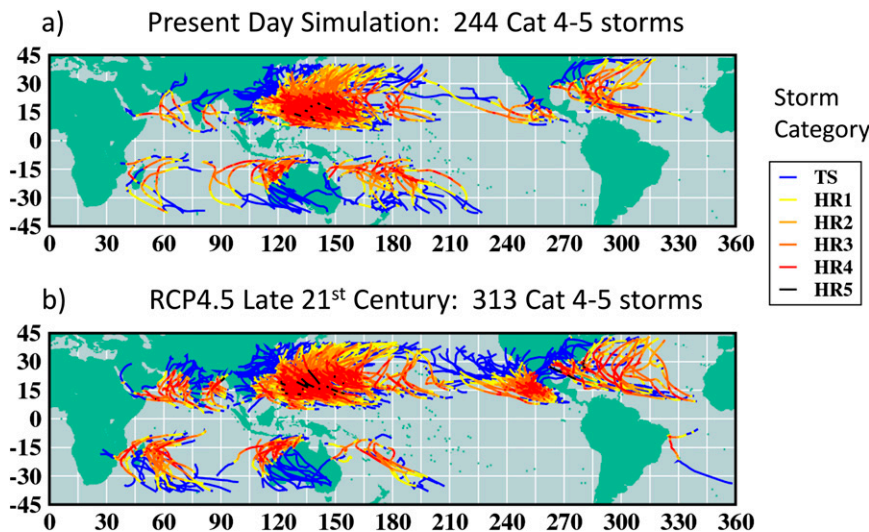 a) Present Day Simulation: 244 Cat 4-5 storms
45
30
15
0
-15
-30
-45
0 30 60 90 120 150 180 210 240 270 300 330 360
Storm
Category
TS
HR1
HR2
HR3
HR4
HR5
b) RCP4.5 Late 21st Century: 313 Cat 4-5 storms
45
30
15
0
-15
-30
-45
0 30 60 90 120 150 180 210 240 270 300 330 360